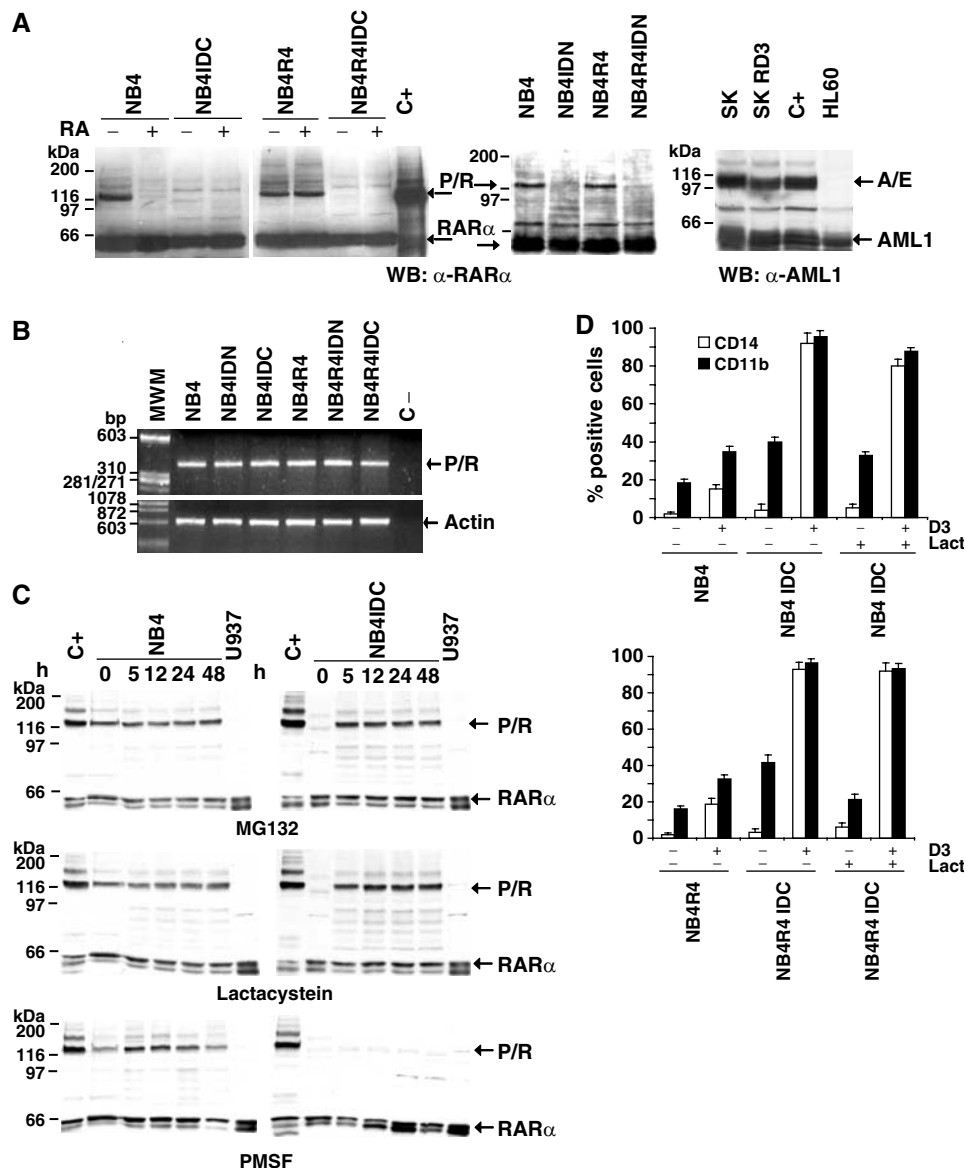 A
NB4
NB4IDC
NB4R4
NB4R4IDC
C+
RA – + – + – + – +
kDa
200
116
97
66
P/R
RARα
NB4
NB4IDN
NB4R4
NB4R4IDN
200
97
66
WB: α-RARα
SK
SK RD3
C+
HL60
kDa
116
97
66
A/E
AML1
WB: α-AML1
B
MWM
NB4
NB4IDN
NB4IDC
NB4R4
NB4R4IDN
NB4R4IDC
C –
bp
603
310
281/271
1078
872
603
P/R
Actin
C
C+
NB4
U937
h 0 5 12 24 48
C+
NB4IDC
U937
h 0 5 12 24 48
kDa
200
116
97
66
P/R
RARα
MG132
200
116
97
66
P/R
RARα
Lactacystein
200
116
97
66
P/R
RARα
PMSF
D
CD14
CD11b
% positive cells
100
80
60
40
20
0
– + – + – + D3
– – – – + + Lact
NB4
NB4 IDC
NB4 IDC
100
80
60
40
20
0
– + – + – + D3
– – – – + + Lact
NB4R4
NB4R4 IDC
NB4R4 IDC